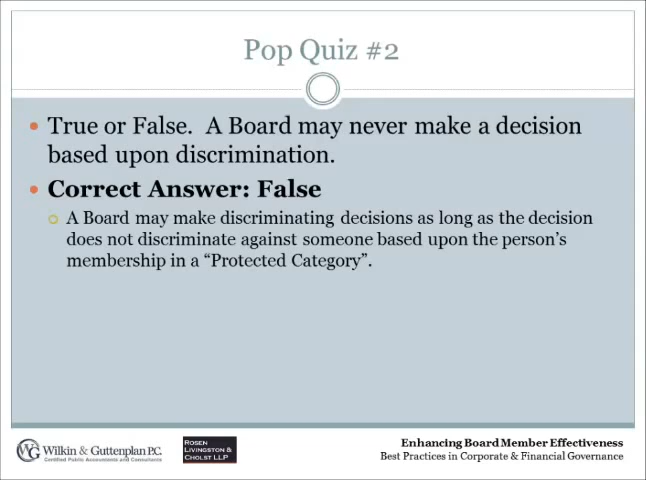 Pop Quiz #2
True or False. A Board may never make a decision
based upon discrimination.
Correct Answer: False
A Board may make discriminating decisions as long as the decision
does not discriminate against someone based upon the person's
membership in a "Protected Category".
WG Wilkin & Guttenplan P.C.
Certified Public Accountants and Consultants
ROSEN
LIVINGSTON &
CHOLST LLP
Enhancing Board Member Effectiveness
Best Practices in Corporate & Financial Governance